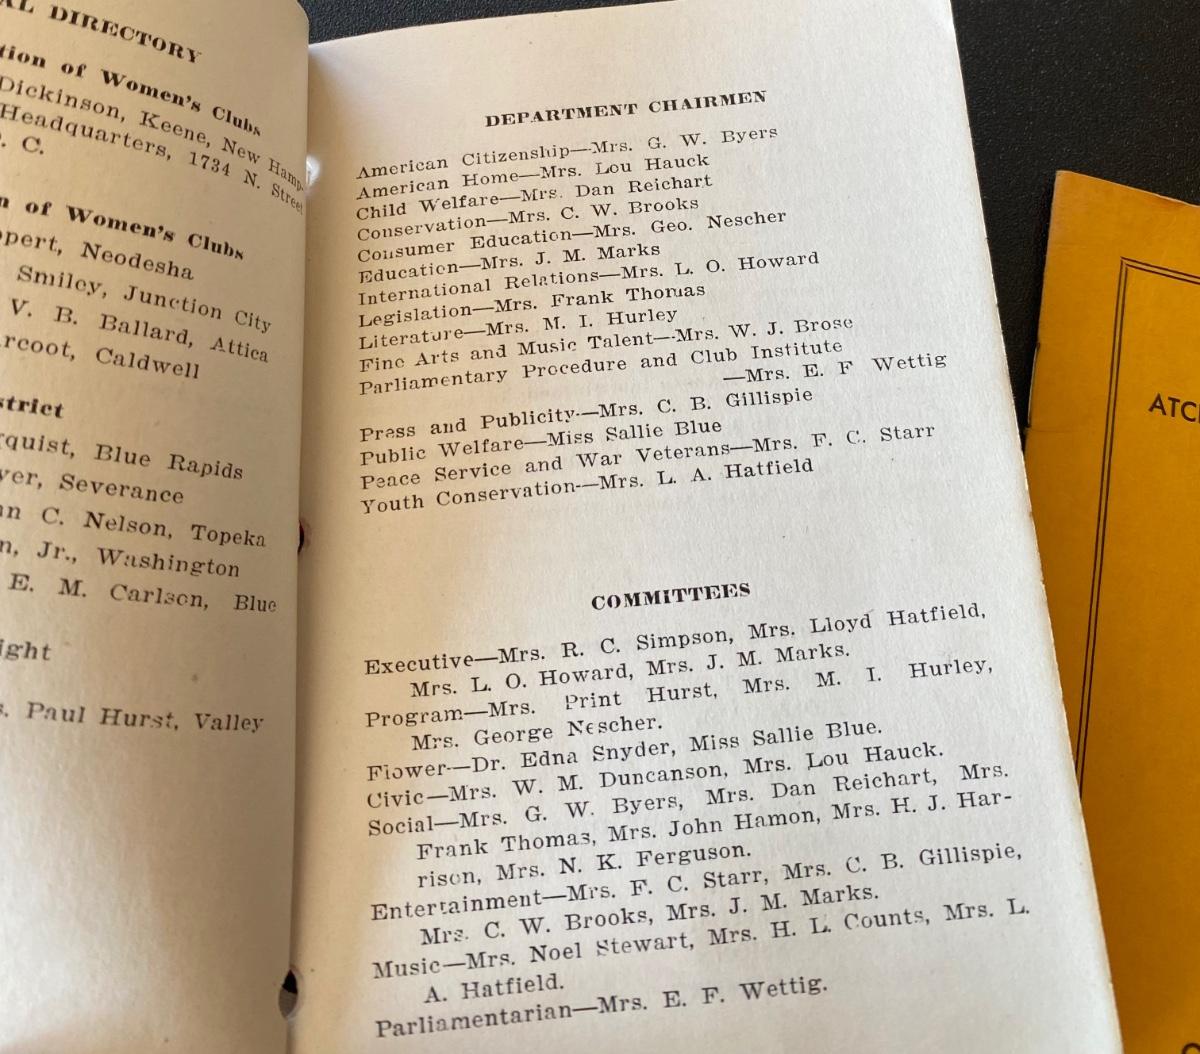 DIRECTORY
of Women's Clubs
Dickinson, Keene, New Hamp-
Headquarters, 1734 N. Street
C.
of Women's Clubs
Neodesha
Smiley, Junction City
V. B. Ballard, Attica
Caldwell
Blue Rapids
Severance
C. Nelson, Topeka
Jr., Washington
E. M. Carlson, Blue
Paul Hurst, Valley
DEPARTMENT CHAIRMEN
American Citizenship—Mrs. G. W. Byers
American Home—Mrs. Lou Hauck
Child Welfare—Mrs. Dan Reichart
Conservation—Mrs. C. W. Brooks
Consumer Education—Mrs. Geo. Nescher
Education—Mrs. J. M. Marks
International Relations—Mrs. L. O. Howard
Legislation—Mrs. Frank Thomas
Literature—Mrs. M. I. Hurley
Fine Arts and Music Talent—Mrs. W. J. Brose
Parliamentary Procedure and Club Institute
—Mrs. E. F Wettig
Press and Publicity—Mrs. C. B. Gillispie
Public Welfare—Miss Sallie Blue
Peace Service and War Veterans—Mrs. F. C. Starr
Youth Conservation—Mrs. L. A. Hatfield
COMMITTEES
Executive—Mrs. R. C. Simpson, Mrs. Lloyd Hatfield,
Mrs. L. O. Howard, Mrs. J. M. Marks.
Program—Mrs. Print Hurst, Mrs. M. I. Hurley,
Mrs. George Nescher.
Flower—Dr. Edna Snyder, Miss Sallie Blue.
Civic—Mrs. W. M. Duncanson, Mrs. Lou Hauck.
Social—Mrs. G. W. Byers, Mrs. Dan Reichart, Mrs.
Frank Thomas, Mrs. John Hamon, Mrs. H. J. Har-
rison, Mrs. N. K. Ferguson.
Entertainment—Mrs. F. C. Starr, Mrs. C. B. Gillispie,
Mrs. C. W. Brooks, Mrs. J. M. Marks.
Music—Mrs. Noel Stewart, Mrs. H. L. Counts, Mrs. L.
A. Hatfield.
Parliamentarian—Mrs. E. F. Wettig.
ATC